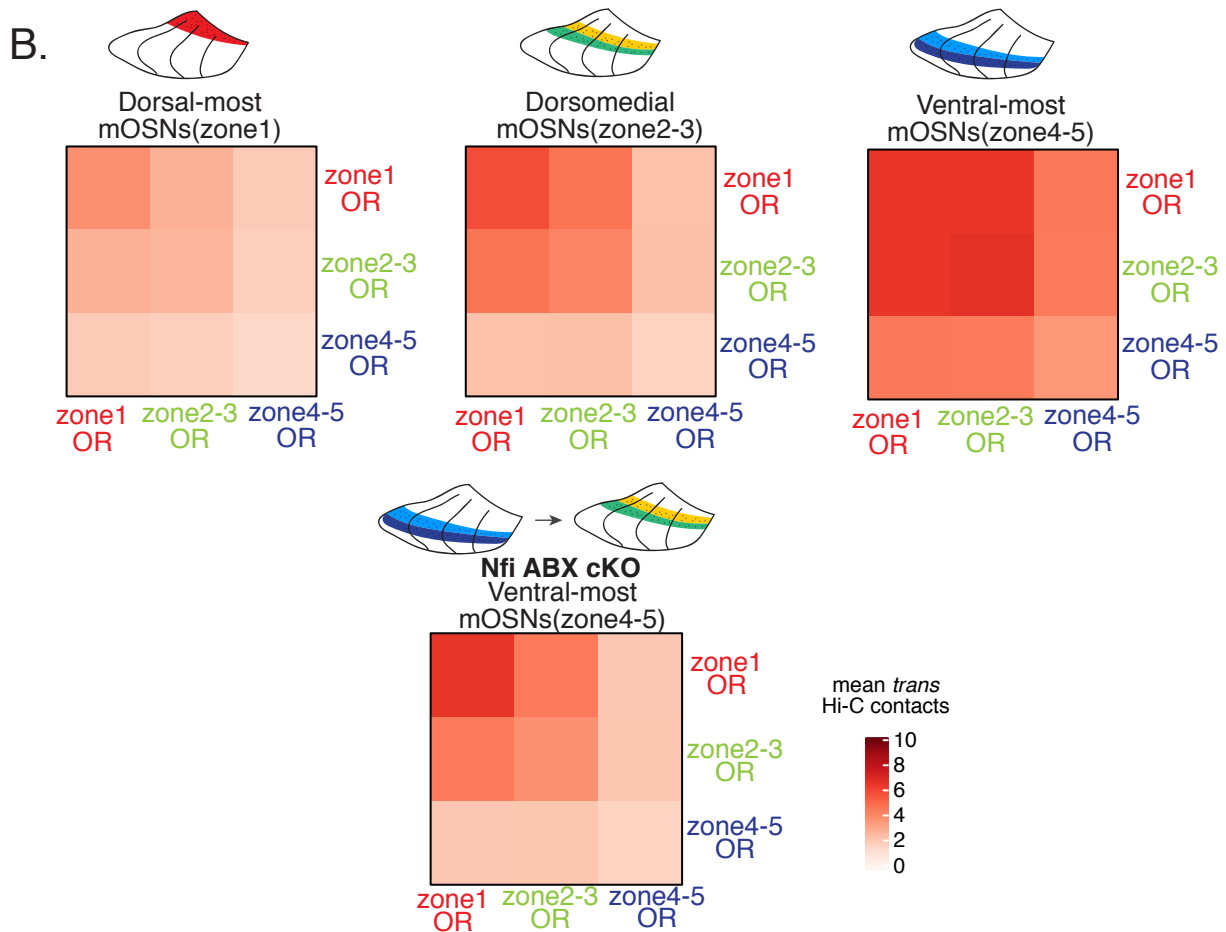 B.
Dorsal-most
mOSNs(zone1)
Dorsomedial
mOSNs(zone2-3)
Ventral-most
mOSNs(zone4-5)
zone1
OR
zone2-3
OR
zone4-5
OR
zone1
OR
zone2-3
OR
zone4-5
OR
zone1
OR
zone2-3
OR
zone4-5
OR
zone1
OR
zone2-3
OR
zone4-5
OR
zone1
OR
zone2-3
OR
zone4-5
OR
zone1
OR
zone2-3
OR
zone4-5
OR
Nfi ABX cKO
Ventral-most
mOSNs(zone4-5)
zone1
OR
zone2-3
OR
zone4-5
OR
zone1
OR
zone2-3
OR
zone4-5
OR
mean trans
Hi-C contacts
10
8
6
4
2
0